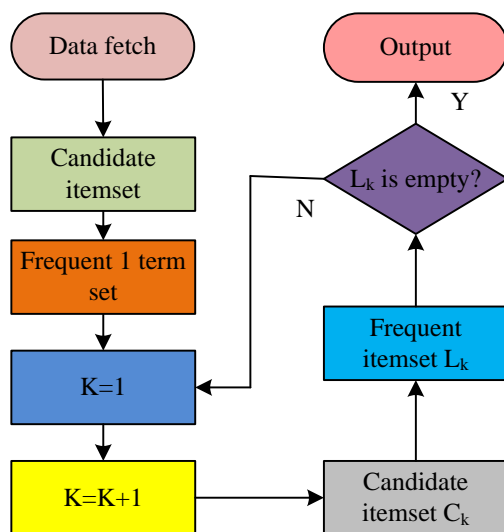 Data fetch
Candidate
itemset
Frequent 1 term
set
K=1
K=K+1
Candidate
itemset Cₖ
Frequent
itemset Lₖ
Lₖ is empty?
N
Y
Output